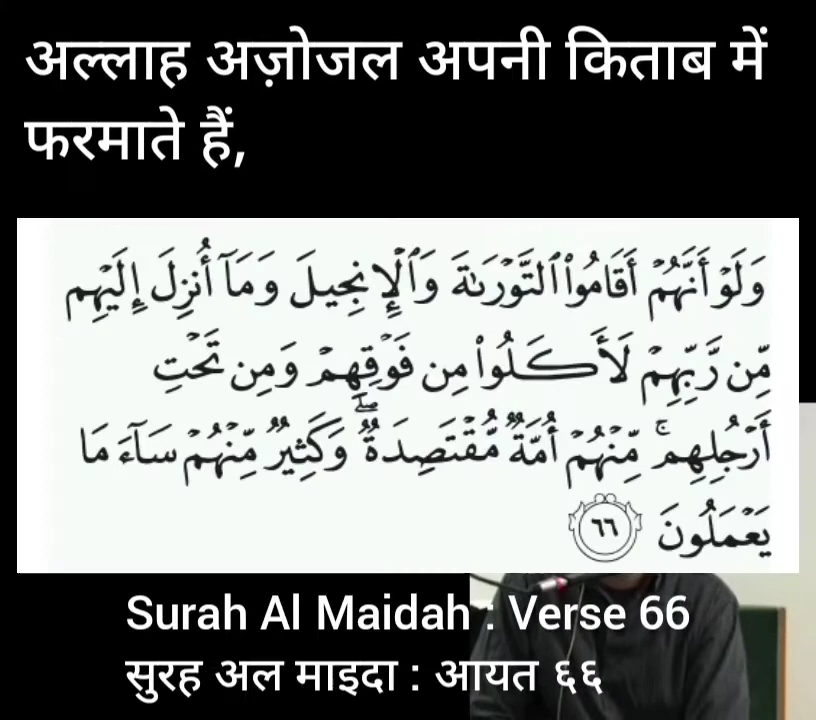 अल्लाह अज़ोजल अपनी किताब में
फरमाते हैं,
وَلَوْ أَنَّهُمْ أَقَامُوا۟ ٱلتَّوْرَىٰةَ وَٱلْإِنجِيلَ وَمَآ أُنزِلَ إِلَيْهِم
مِّن رَّبِّهِمْ لَأَكَلُوا۟ مِن فَوْقِهِمْ وَمِن تَحْتِ
أَرْجُلِهِم ۚ مِّنْهُمْ أُمَّةٌ مُّقْتَصِدَةٌ ۖ وَكَثِيرٌ مِّنْهُمْ سَآءَ مَا
يَعْمَلُونَ ٦٦
Surah Al Maidah : Verse 66
सुरह अल माइदा : आयत ६६